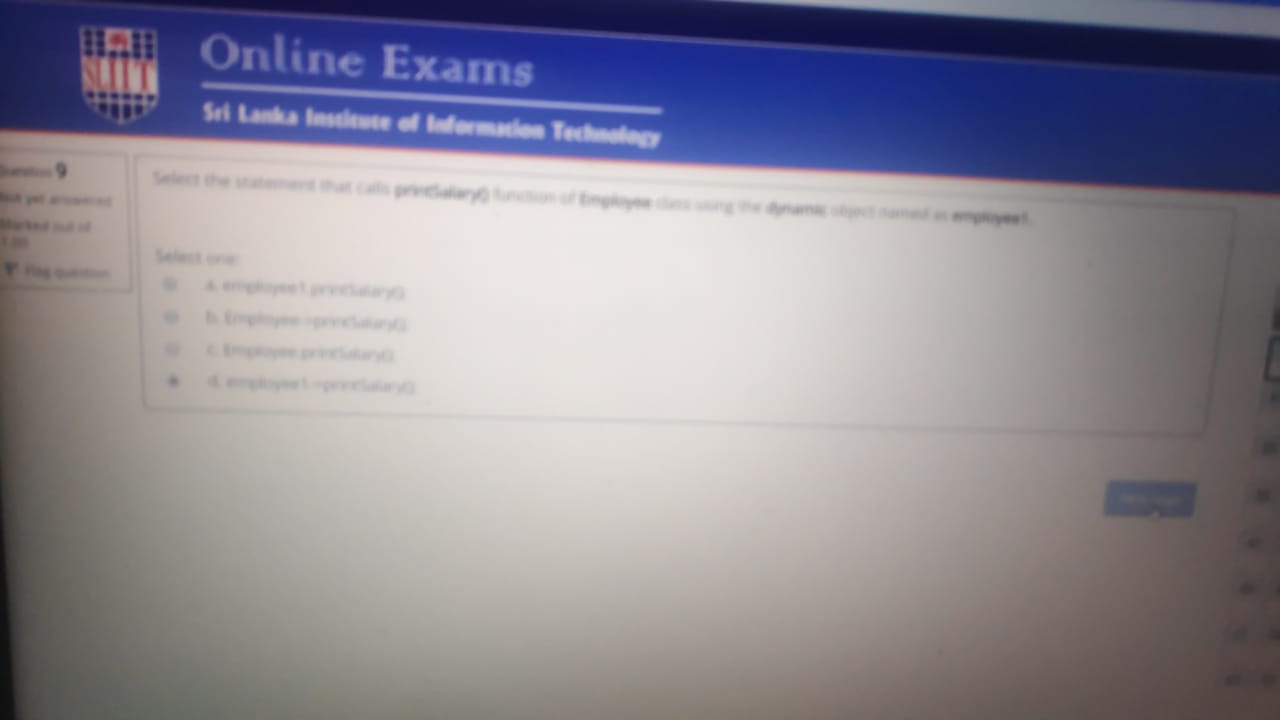 SLIIT
Online Exams
Sri Lanka Institute of Information Technology
Question 9
Not yet answered
Marked out of
1.00
Flag question
Select the statement that calls printSalary() function of Employee class using the dynamic object named as employee1.
Select one:
a. employee1.printSalary();
b. Employee->printSalary();
c. Employee.printSalary();
d. employee1->printSalary();